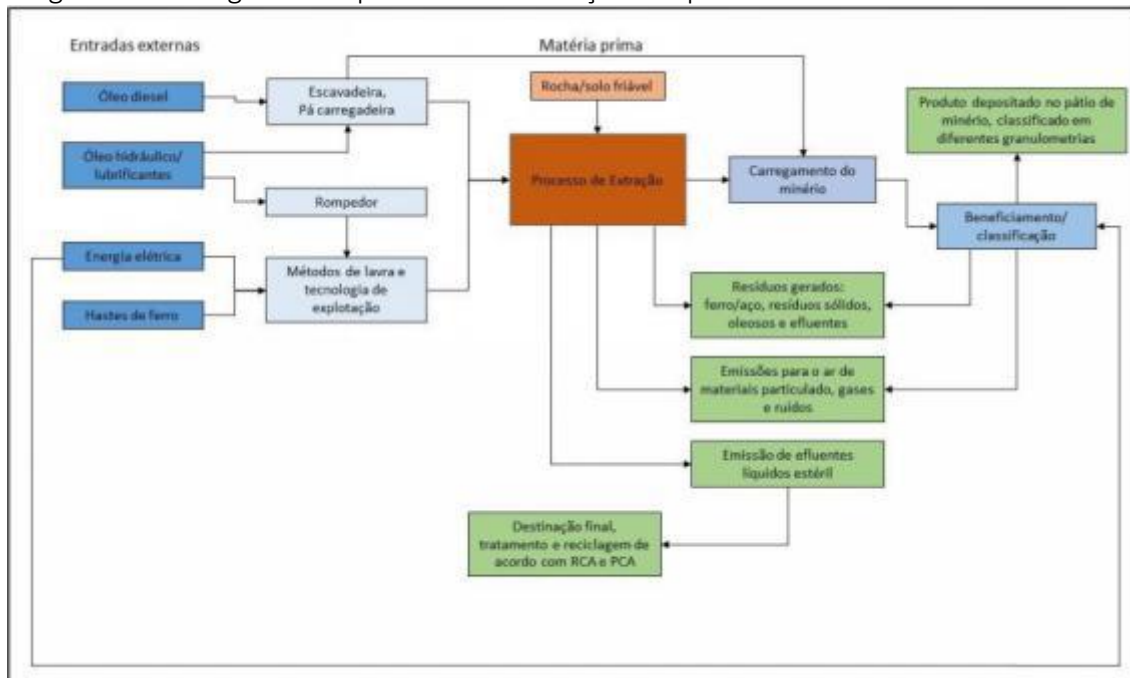 Entradas externas
Matéria prima
Óleo diesel
Escavadeira,
Pá carregadeira
Rocha/solo friável
Produto depositado no pátio de
minério, classificado em
diferentes granulometrias
Óleo hidráulico/
lubrificantes
Processo de Extração
Carregamento do
minério
Rompedor
Beneficiamento/
classificação
Energia elétrica
Métodos de lavra e
tecnologia de
explotação
Hastes de ferro
Resíduos gerados:
ferro/aço, resíduos sólidos,
oleosos e efluentes
Emissões para o ar de
materiais particulado, gases
e ruídos
Emissão de efluentes
líquidos estéril
Destinação final,
tratamento e reciclagem de
acordo com RCA e PCA